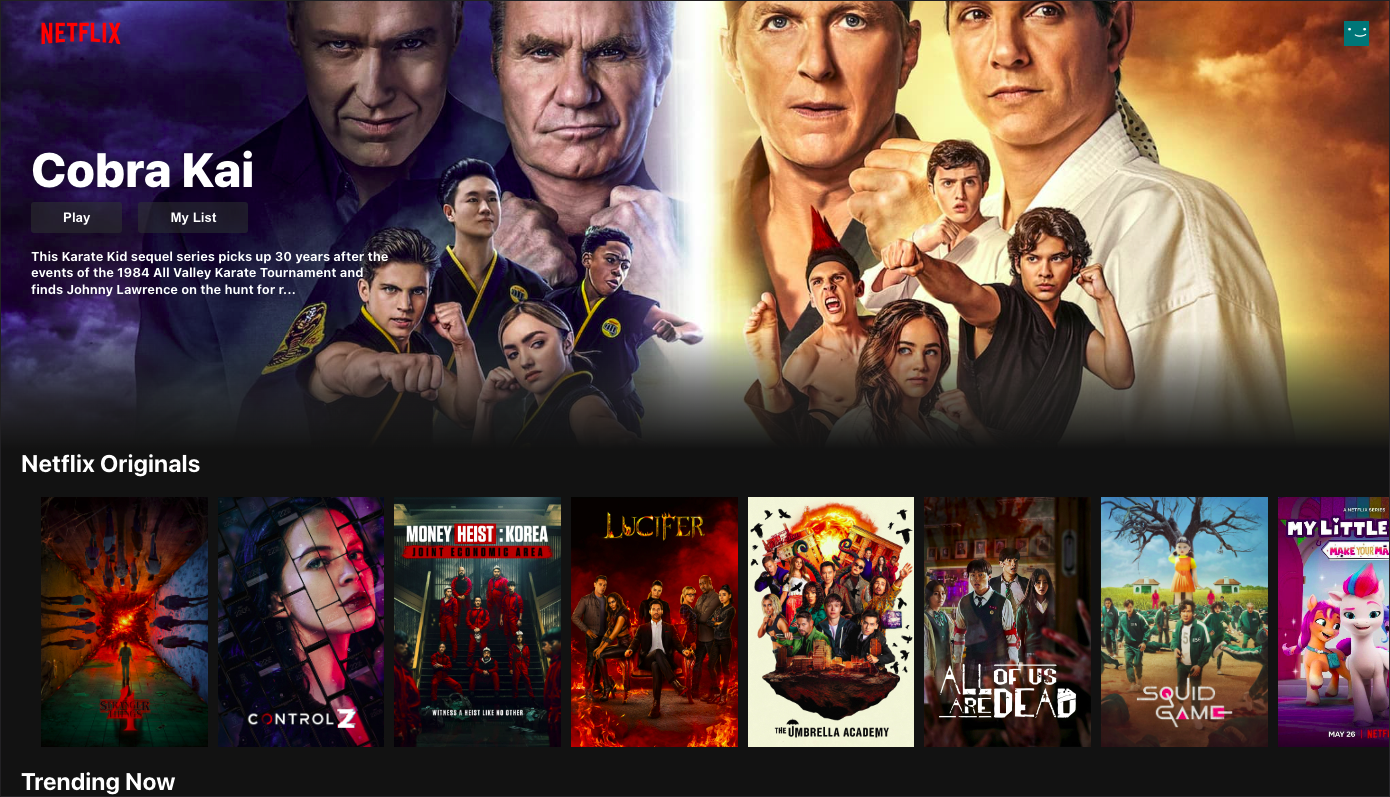 NETFLIX
Cobra Kai
Play
My List
This Karate Kid sequel series picks up 30 years after the
events of the 1984 All Valley Karate Tournament and
finds Johnny Lawrence on the hunt for r...
Netflix Originals
STRANGER
THINGS
4
CONTROL Z
MONEY HEIST : KOREA
JOINT ECONOMIC AREA
WITNESS A HEIST LIKE NO OTHER
LUCIFER
THE UMBRELLA ACADEMY
ALL OF US
ARE DEAD
SQUID
GAME
A NETFLIX SERIES
MY LITTLE
MAKE YOUR MA
MAY 26 | NETF
Trending Now